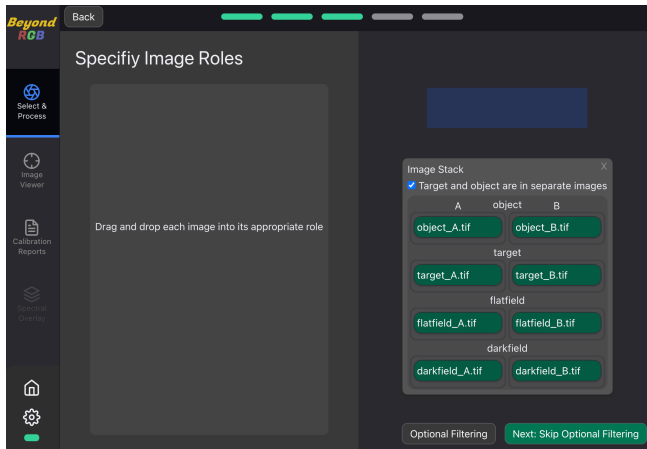 Beyond
RGB
Back
Specifiy Image Roles
Select &
Process
Image
Viewer
Calibration
Reports
Spectral
Overlay
Drag and drop each image into its appropriate role
Image Stack X
Target and object are in separate images
A object B
object_A.tif object_B.tif
target
target_A.tif target_B.tif
flatfield
flatfield_A.tif flatfield_B.tif
darkfield
darkfield_A.tif darkfield_B.tif
Optional Filtering Next: Skip Optional Filtering